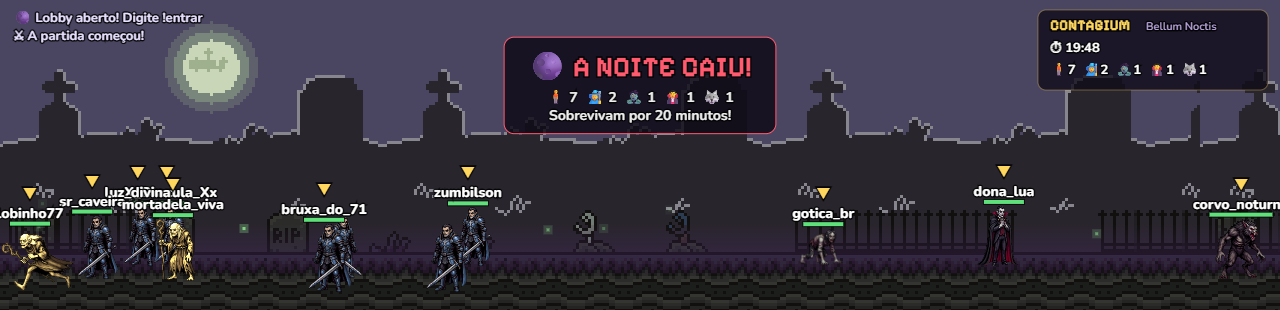 Lobby aberto! Digite !entrar
A partida começou!
A NOITE CAIU!
7 2 1 1 1
Sobrevivam por 20 minutos!
CONTAGIUM Bellum Noctis
19:48
7 2 1 1 1
lobinho77
sr_caveira
mortadela_viva
bruxa_do_71
zumbilson
gotica_br
dona_lua
corvo_noturn
RIP